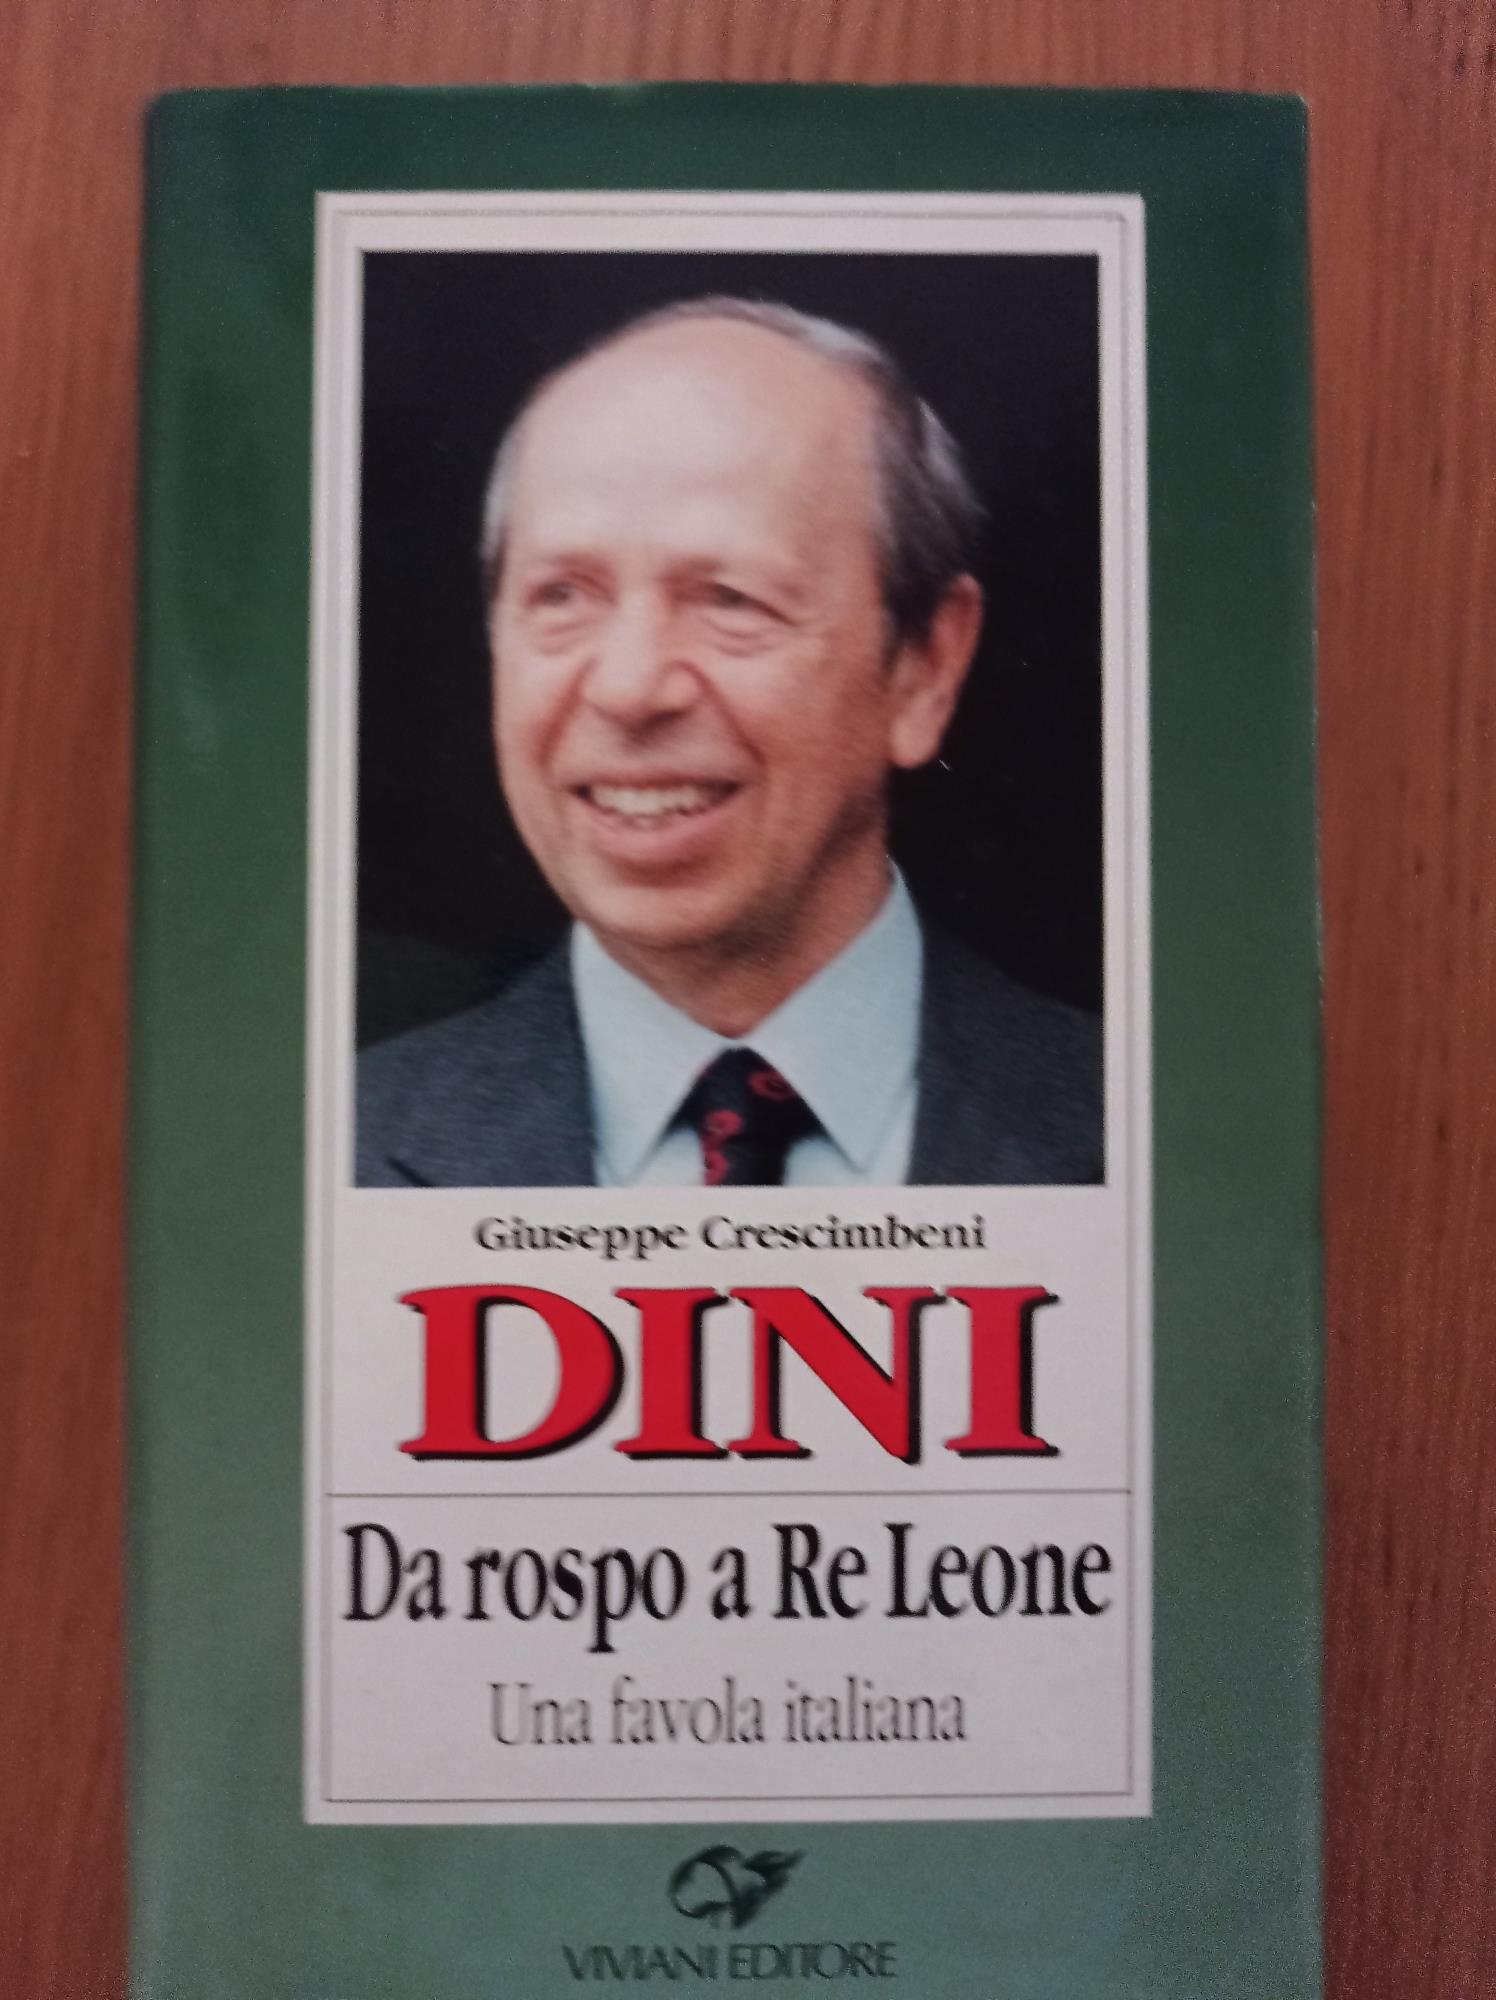 Giuseppe Crescimbeni
DINI
Da rospo a Re Leone
Una favola italiana
VIVIANI EDITORE